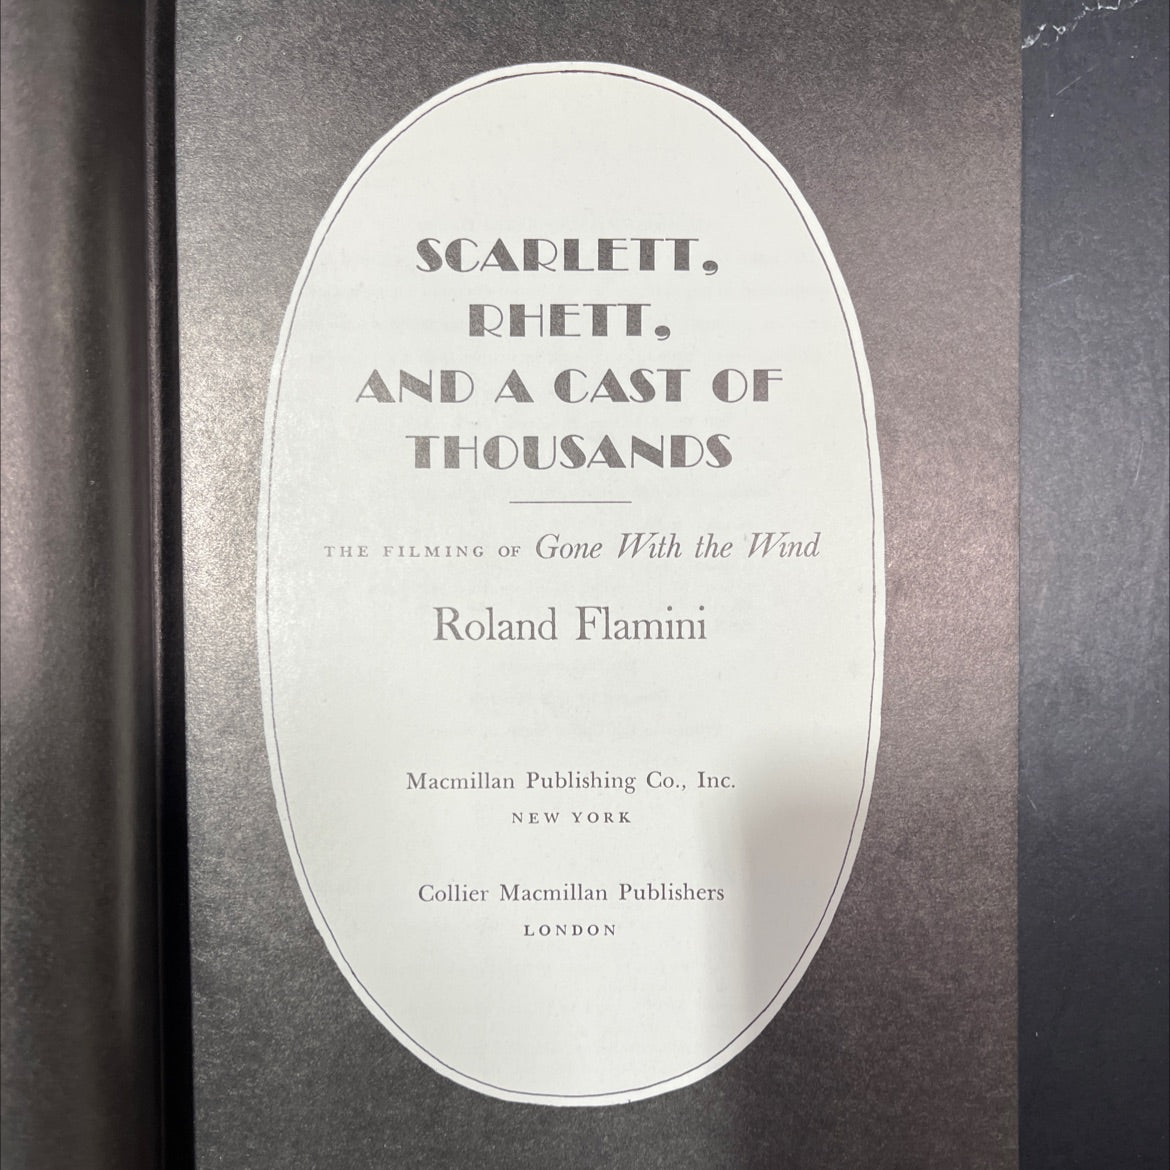 SCARLETT,
RHETT,
AND A CAST OF
THOUSANDS
THE FILMING OF Gone With the Wind
Roland Flamini
Macmillan Publishing Co., Inc.
NEW YORK
Collier Macmillan Publishers
LONDON